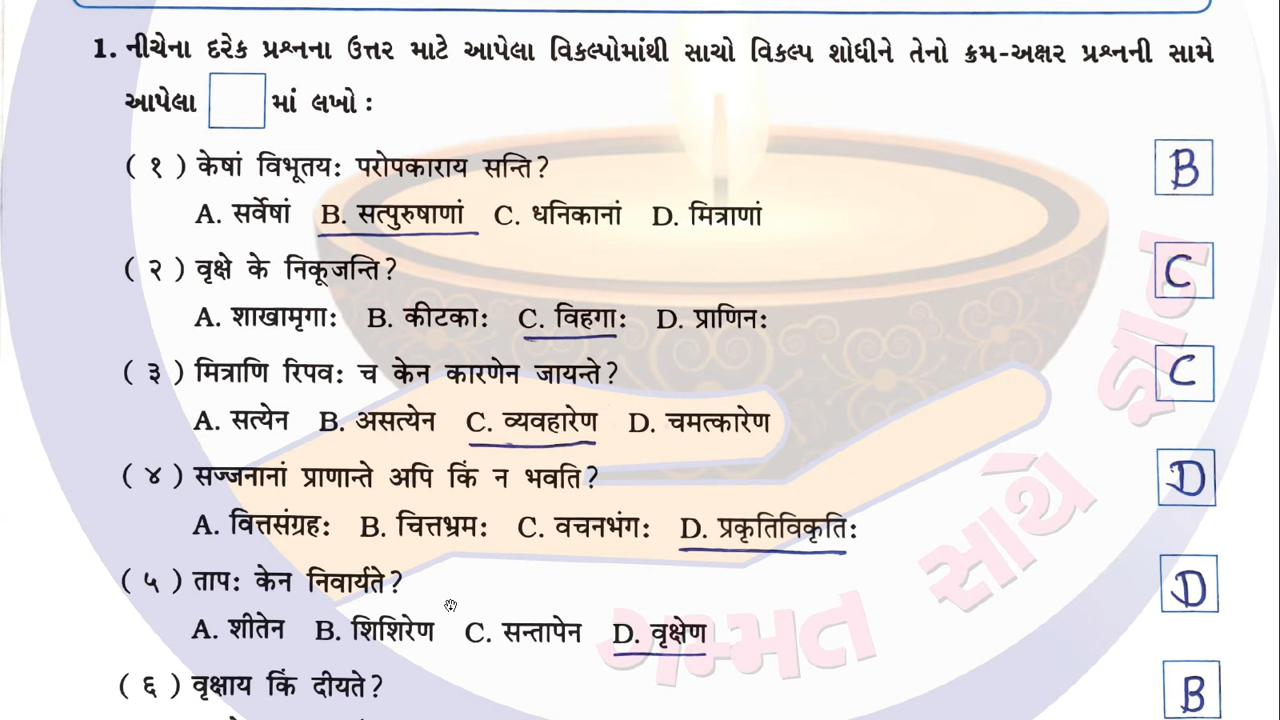 1. નીચેના દરેક પ્રશ્નના ઉત્તર માટે આપેલા વિકલ્પોમાંથી સાચો વિકલ્પ શોધીને તેનો ક્રમ-અક્ષર પ્રશ્નની સામે
આપેલા માં લખો :
( १ ) केषां विभूतयः परोपकाराय सन्ति ? B
A. सर्वेषां B. सत्पुरुषाणां C. धनिकानां D. मित्राणां
( २ ) वृक्षे के निकूजन्ति ? C
A. शाखामृगाः B. कीटकाः C. विहगाः D. प्राणिनः
( ३ ) मित्राणि रिपवः च केन कारणेन जायन्ते ? C
A. सत्येन B. असत्येन C. व्यवहारेण D. चमत्कारेण
( ४ ) सज्जनानां प्राणान्ते अपि किं न भवति ? D
A. वित्तसंग्रहः B. चित्तभ्रमः C. वचनभंगः D. प्रकृतिविकृतिः
( ५ ) तापः केन निवार्यते ? D
A. शीतेन B. शिशिरेण C. सन्तापेन D. वृक्षेण
( ६ ) वृक्षाय किं दीयते ? B
ગમ્મત સાથે જ્ઞાન